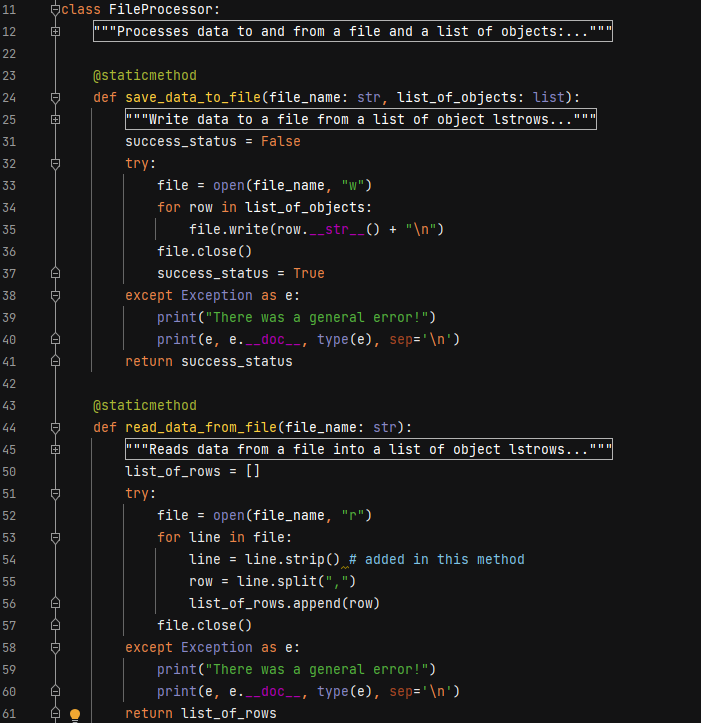 11 class FileProcessor:
12     """Processes data to and from a file and a list of objects:..."""
22
23     @staticmethod
24     def save_data_to_file(file_name: str, list_of_objects: list):
25         """Write data to a file from a list of object lstrows..."""
31         success_status = False
32         try:
33             file = open(file_name, "w")
34             for row in list_of_objects:
35                 file.write(row.__str__() + "\n")
36             file.close()
37             success_status = True
38         except Exception as e:
39             print("There was a general error!")
40             print(e, e.__doc__, type(e), sep='\n')
41         return success_status
42
43     @staticmethod
44     def read_data_from_file(file_name: str):
45         """Reads data from a file into a list of object lstrows..."""
50         list_of_rows = []
51         try:
52             file = open(file_name, "r")
53             for line in file:
54                 line = line.strip() # added in this method
55                 row = line.split(",")
56                 list_of_rows.append(row)
57             file.close()
58         except Exception as e:
59             print("There was a general error!")
60             print(e, e.__doc__, type(e), sep='\n')
61         return list_of_rows